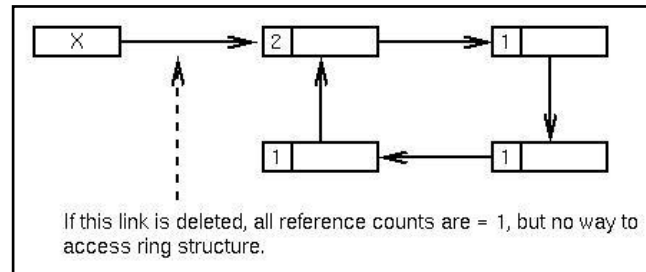 X
2
1
1
1
If this link is deleted, all reference counts are = 1, but no way to
access ring structure.